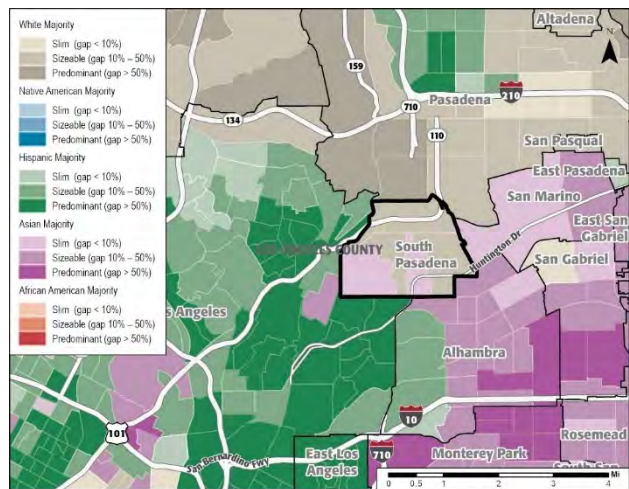 White Majority
Slim (gap < 10%)
Sizeable (gap 10% – 50%)
Predominant (gap > 50%)
Native American Majority
Slim (gap < 10%)
Sizeable (gap 10% – 50%)
Predominant (gap > 50%)
Hispanic Majority
Slim (gap < 10%)
Sizeable (gap 10% – 50%)
Predominant (gap > 50%)
Asian Majority
Slim (gap < 10%)
Sizeable (gap 10% – 50%)
Predominant (gap > 50%)
African American Majority
Slim (gap < 10%)
Sizeable (gap 10% – 50%)
Predominant (gap > 50%)
Altadena
N
159
710
Pasadena
210
134
110
San Pasqual
East Pasadena
San Marino
East San
Gabriel
COUNTY
South
Pasadena
Huntington Dr
San Gabriel
Angeles
Alhambra
101
10
San Bernardino Fwy
East Los
Angeles
710
Monterey Park
Rosemead
Mi
0 0.5 1 2 3 4